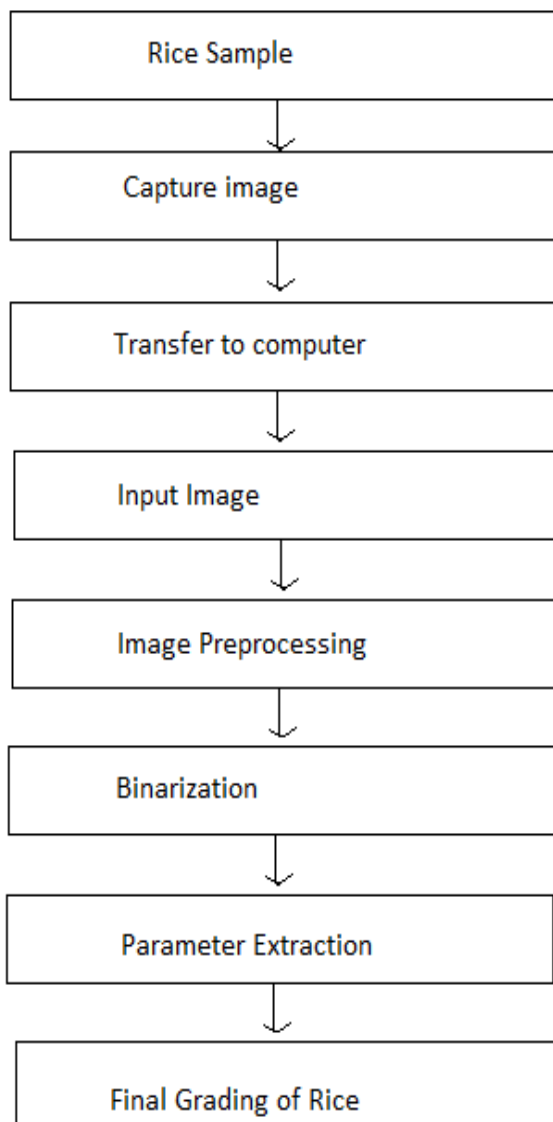 Rice Sample
Capture image
Transfer to computer
Input Image
Image Preprocessing
Binarization
Parameter Extraction
Final Grading of Rice